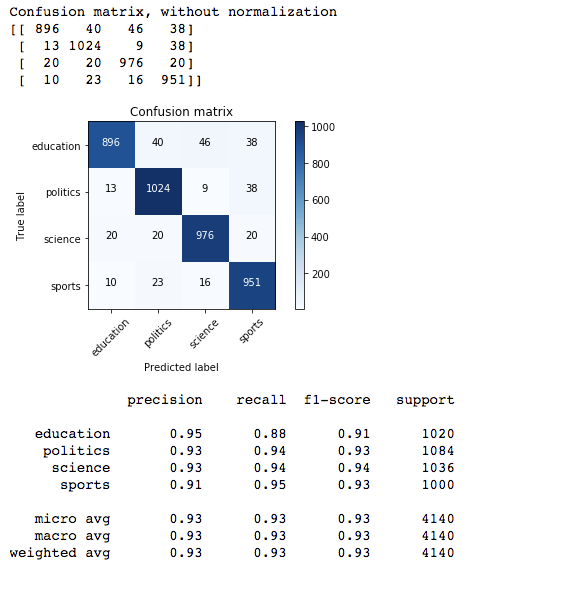 Confusion matrix, without normalization
[[ 896 40 46 38]
[ 13 1024 9 38]
[ 20 20 976 20]
[ 10 23 16 951]]
Confusion matrix
education 896 40 46 38
politics 13 1024 9 38
science 20 20 976 20
sports 10 23 16 951
True label
education politics science sports
Predicted label
1000
800
600
400
200
precision recall f1-score support
education 0.95 0.88 0.91 1020
politics 0.93 0.94 0.93 1084
science 0.93 0.94 0.94 1036
sports 0.91 0.95 0.93 1000
micro avg 0.93 0.93 0.93 4140
macro avg 0.93 0.93 0.93 4140
weighted avg 0.93 0.93 0.93 4140